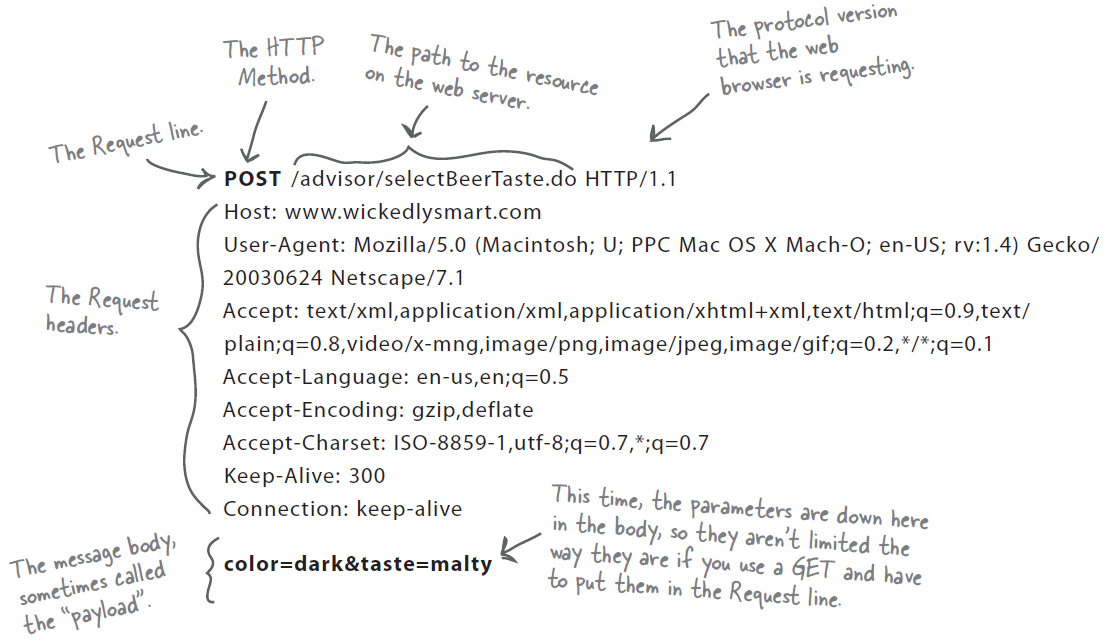 The HTTP
Method.
The path to the resource
on the web server.
The protocol version
that the web
browser is requesting.
The Request line.
POST /advisor/selectBeerTaste.do HTTP/1.1
Host: www.wickedlysmart.com
User-Agent: Mozilla/5.0 (Macintosh; U; PPC Mac OS X Mach-O; en-US; rv:1.4) Gecko/
20030624 Netscape/7.1
Accept: text/xml,application/xml,application/xhtml+xml,text/html;q=0.9,text/
plain;q=0.8,video/x-mng,image/png,image/jpeg,image/gif;q=0.2,*/*;q=0.1
Accept-Language: en-us,en;q=0.5
Accept-Encoding: gzip,deflate
Accept-Charset: ISO-8859-1,utf-8;q=0.7,*;q=0.7
Keep-Alive: 300
Connection: keep-alive
The Request
headers.
color=dark&taste=malty
The message body,
sometimes called
the “payload”.
This time, the parameters are down here
in the body, so they aren’t limited the
way they are if you use a GET and have
to put them in the Request line.